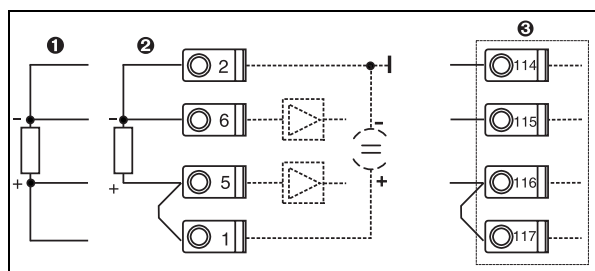 ❶ ❷ ❸
2 114
- - 6 115
-
=
+ + 5 + 116
1 117